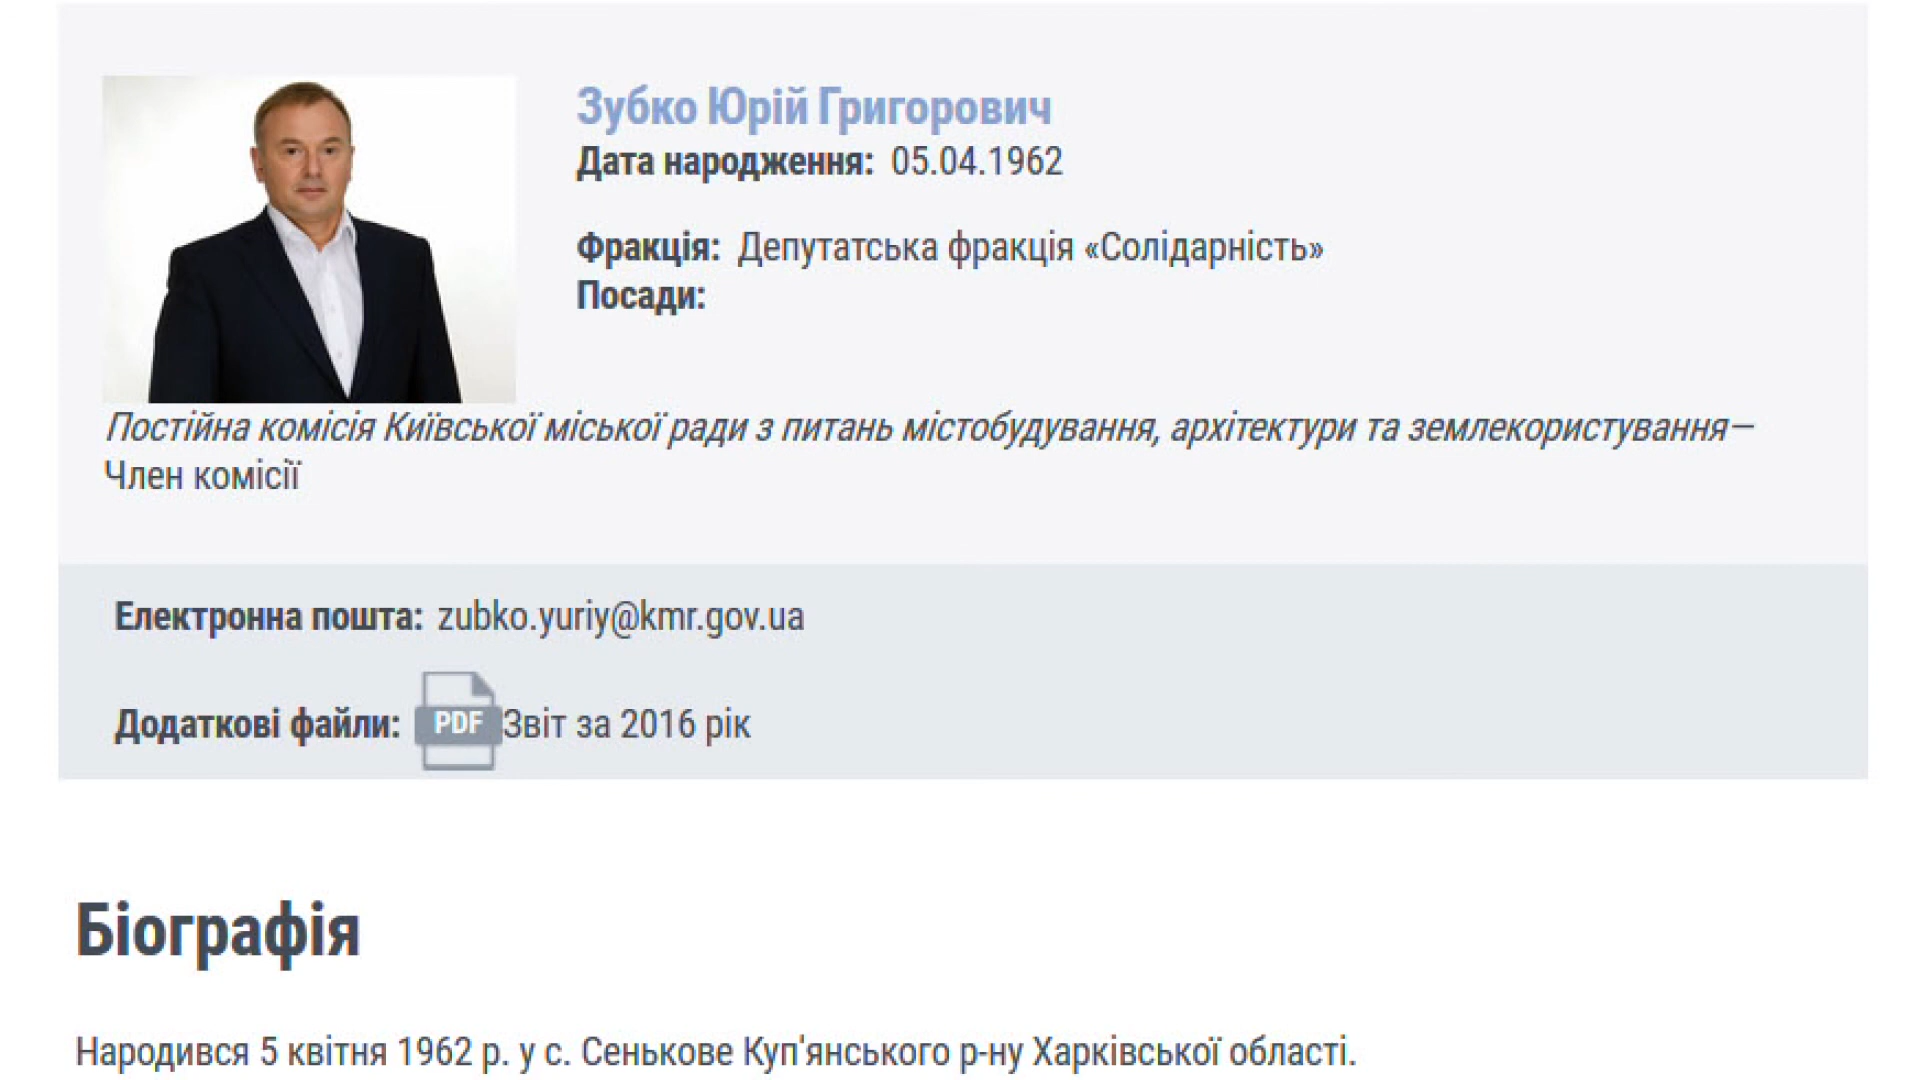 Зубко Юрій Григорович
Дата народження: 05.04.1962
Фракція: Депутатська фракція «Солідарність»
Посади:
Постійна комісія Київської міської ради з питань містобудування, архітектури та землекористування—
Член комісії
Електронна пошта: zubko.yuriy@kmr.gov.ua
Додаткові файли: PDF Звіт за 2016 рік
Біографія
Народився 5 квітня 1962 р. у с. Сенькове Куп'янського р-ну Харківської області.